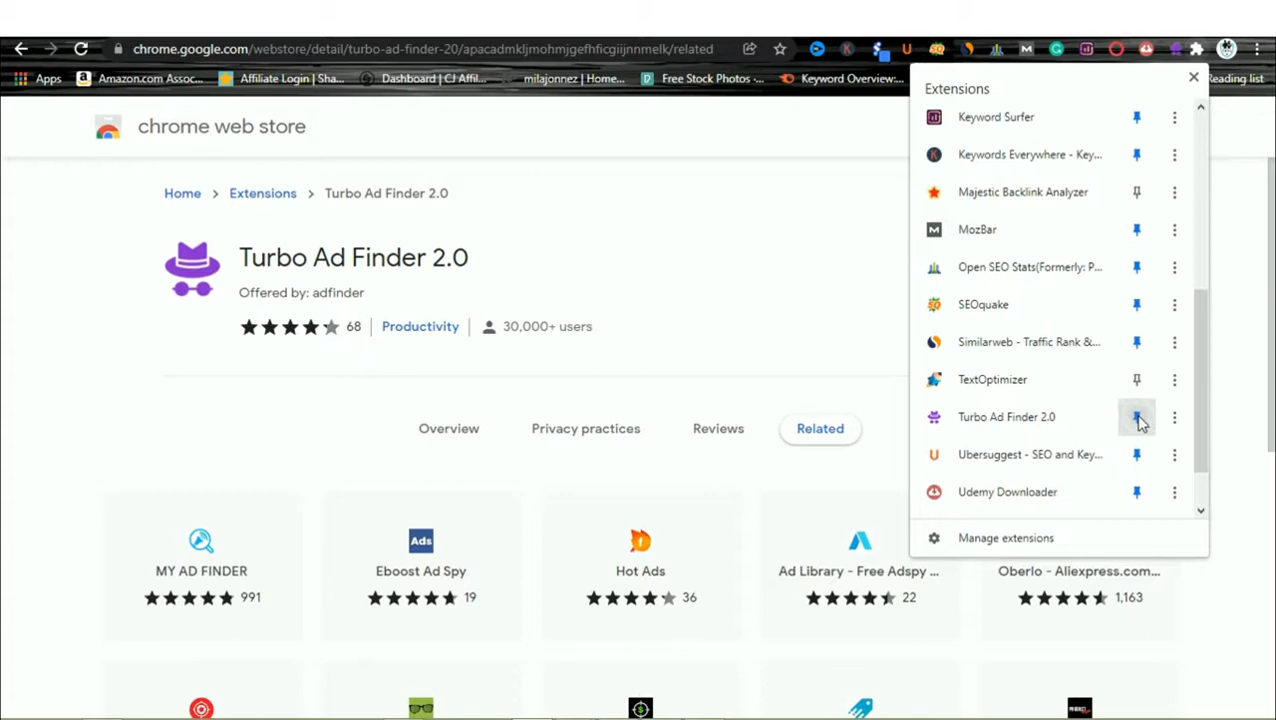 chrome.google.com/webstore/detail/turbo-ad-finder-20/apacadmkljmohmjgefhficgiijnnmelk/related
Apps
Amazon.com Assoc...
Affiliate Login | Sha...
Dashboard | CJ Affil...
milajonnez | Home...
Free Stock Photos -...
Keyword Overview:...
Reading list
Extensions
Keyword Surfer
Keywords Everywhere - Key...
Majestic Backlink Analyzer
MozBar
Open SEO Stats(Formerly: P...
SEOquake
Similarweb - Traffic Rank &...
TextOptimizer
Turbo Ad Finder 2.0
Ubersuggest - SEO and Key...
Udemy Downloader
Manage extensions
chrome web store
Home > Extensions > Turbo Ad Finder 2.0
Turbo Ad Finder 2.0
Offered by: adfinder
68 | Productivity | 30,000+ users
Overview Privacy practices Reviews Related
Ads
MY AD FINDER
991
Eboost Ad Spy
19
Hot Ads
36
Ad Library - Free Adspy ...
22
Oberlo - Aliexpress.com...
1,163